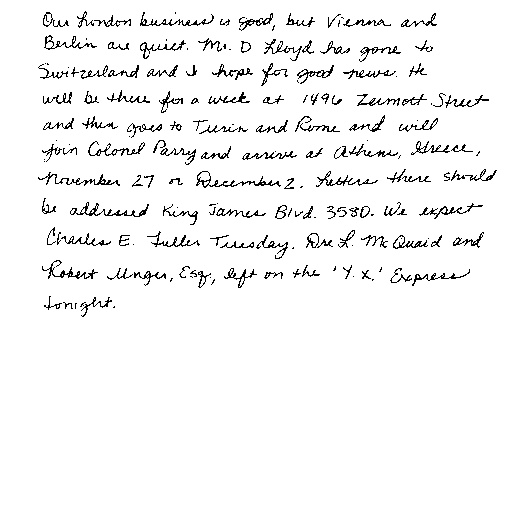 Our London business is good, but Vienna and
Berlin are quiet. Mr. D Lloyd has gone to
Switzerland and I hope for good news. He
will be there for a week at 1496 Zermott Street
and then goes to Turin and Rome and will
join Colonel Parry and arrive at Athens, Greece,
November 27 or December 2. Letters there should
be addressed King James Blvd. 3580. We expect
Charles E. Fuller Tuesday. Dr. L. McQuaid and
Robert Unger, Esq., left on the 'Y.X.' Express
tonight.